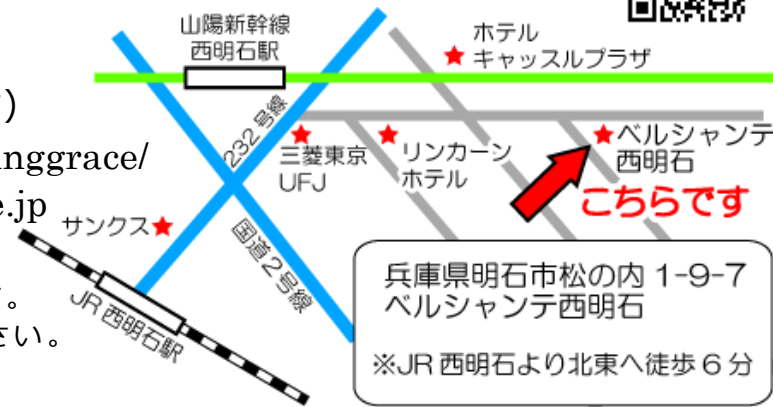 山陽新幹線
西明石駅
ホテル
キャッスルプラザ
)
inggrace/
e.jp
232号線
三菱東京
UFJ
リンカーン
ホテル
ベルシャンテ
西明石
こちらです
サンクス
国道2号線
JR西明石駅
。
さい。
兵庫県明石市松の内 1-9-7
ベルシャンテ西明石
※JR 西明石より北東へ徒歩 6 分